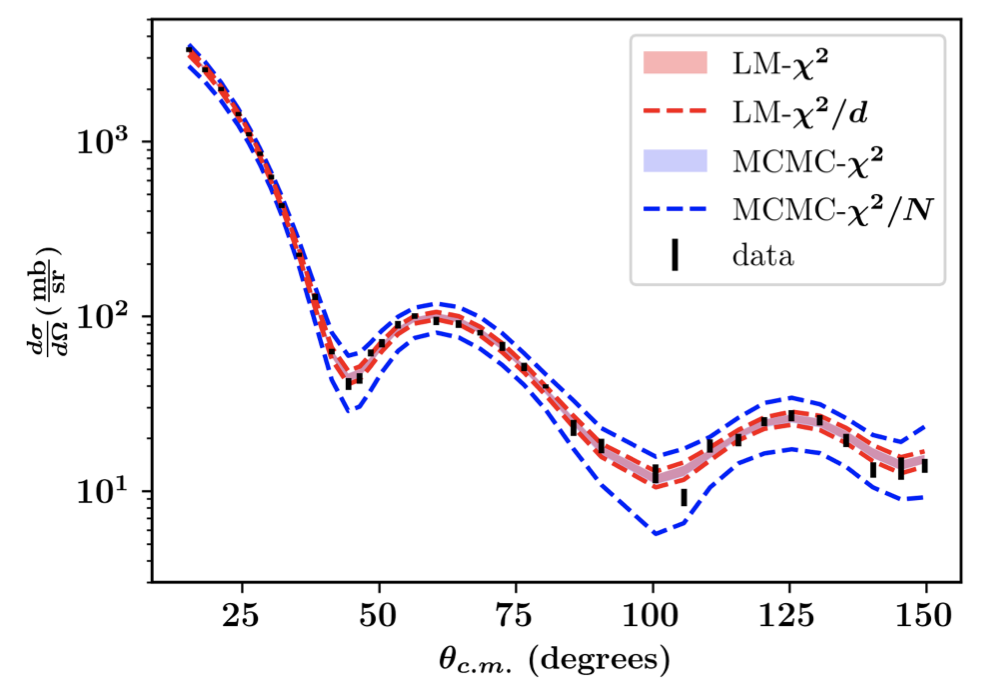 LM-χ²
LM-χ²/d
MCMC-χ²
MCMC-χ²/N
data
10³
10²
10¹
dσ/dΩ (mb/sr)
25 50 75 100 125 150
θc.m. (degrees)